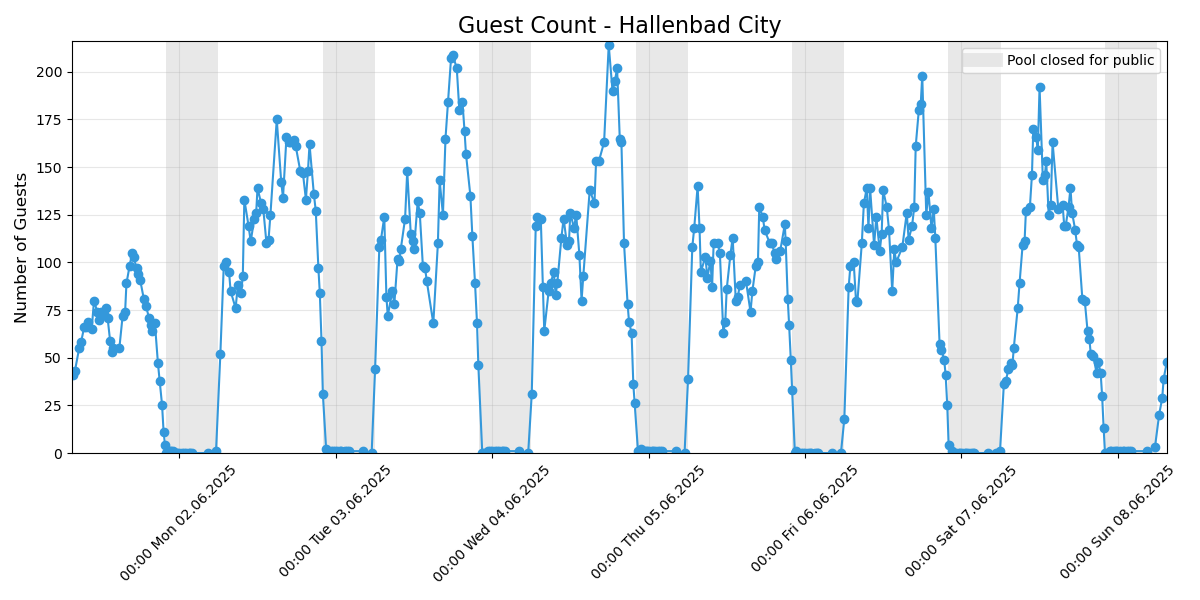 Guest Count - Hallenbad City
Pool closed for public
Number of Guests
200
175
150
125
100
75
50
25
0
00:00 Mon 02.06.2025
00:00 Tue 03.06.2025
00:00 Wed 04.06.2025
00:00 Thu 05.06.2025
00:00 Fri 06.06.2025
00:00 Sat 07.06.2025
00:00 Sun 08.06.2025